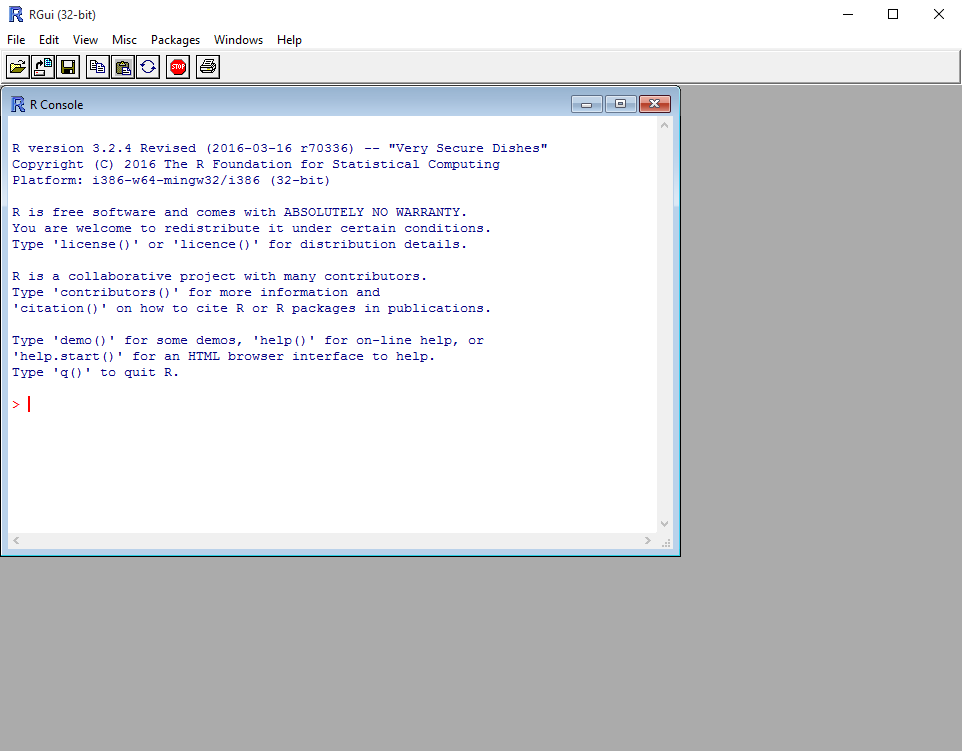 RGui (32-bit)
File Edit View Misc Packages Windows Help
STOP
R Console
R version 3.2.4 Revised (2016-03-16 r70336) -- "Very Secure Dishes"
Copyright (C) 2016 The R Foundation for Statistical Computing
Platform: i386-w64-mingw32/i386 (32-bit)
R is free software and comes with ABSOLUTELY NO WARRANTY.
You are welcome to redistribute it under certain conditions.
Type 'license()' or 'licence()' for distribution details.
R is a collaborative project with many contributors.
Type 'contributors()' for more information and
'citation()' on how to cite R or R packages in publications.
Type 'demo()' for some demos, 'help()' for on-line help, or
'help.start()' for an HTML browser interface to help.
Type 'q()' to quit R.
>